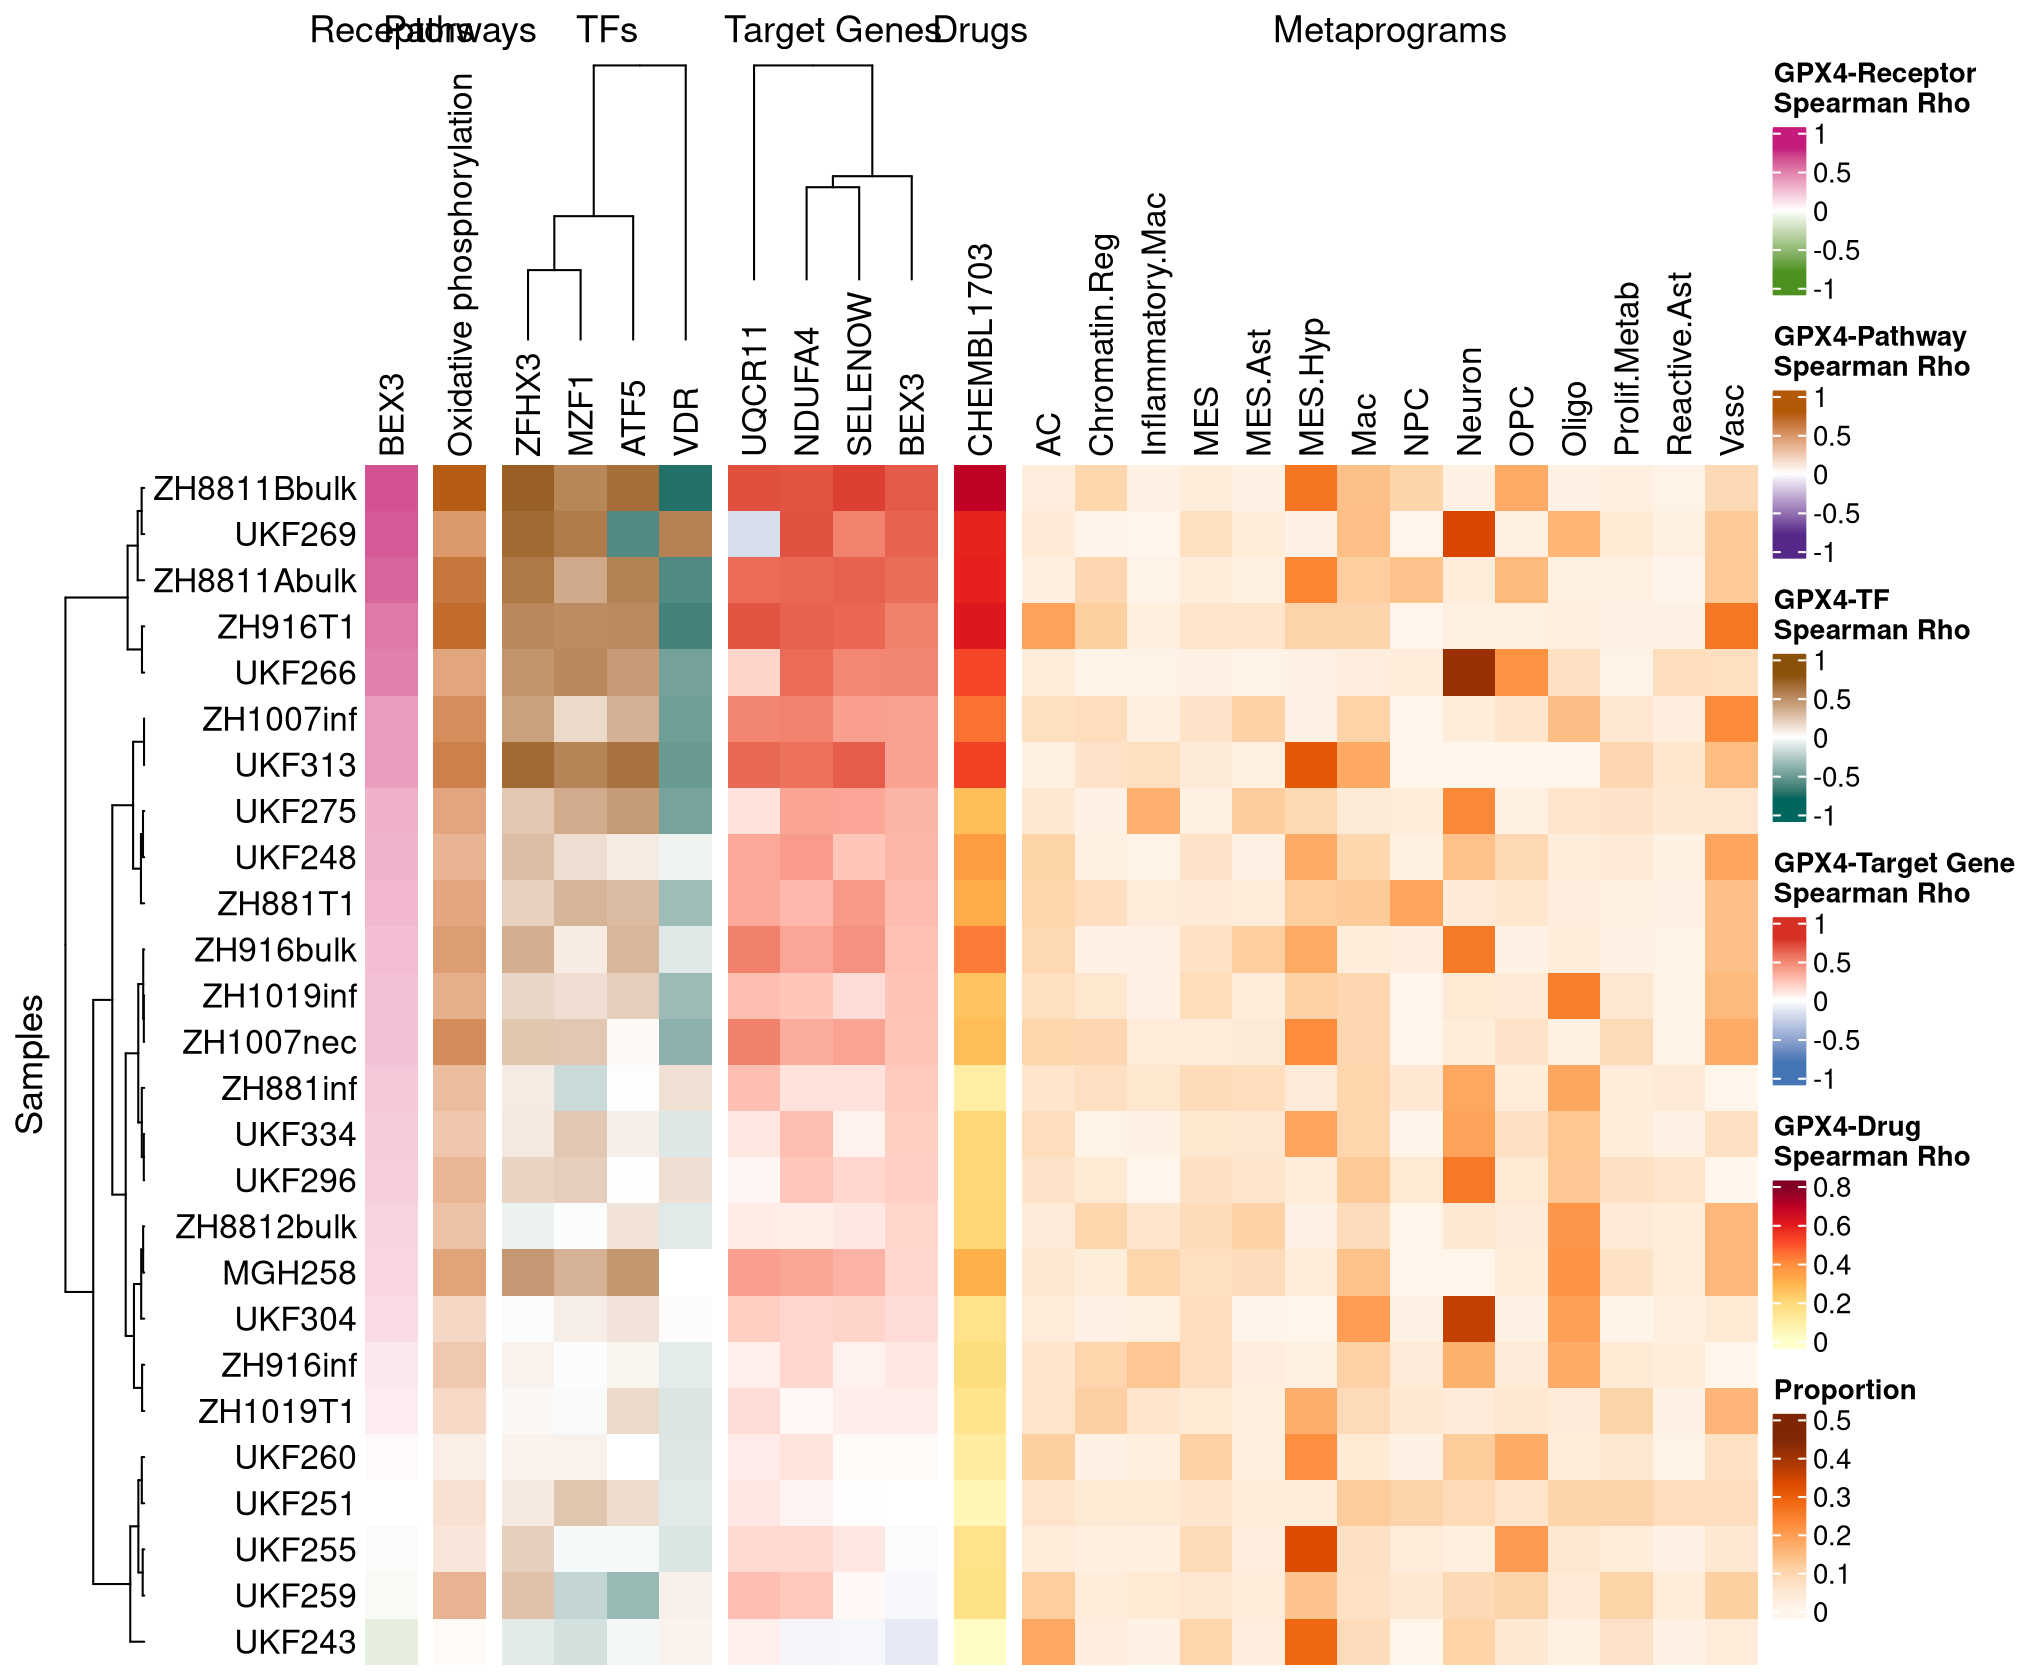 Receptors Pathways TFs Target Genes Drugs Metaprograms
BEX3
Oxidative phosphorylation
ZFHX3
MZF1
ATF5
VDR
UQCR11
NDUFA4
SELENOW
BEX3
CHEMBL1703
AC
Chromatin.Reg
Inflammatory.Mac
MES
MES.Ast
MES.Hyp
Mac
NPC
Neuron
OPC
Oligo
Prolif.Metab
Reactive.Ast
Vasc
Samples
ZH8811Bbulk
UKF269
ZH8811Abulk
ZH916T1
UKF266
ZH1007inf
UKF313
UKF275
UKF248
ZH881T1
ZH916bulk
ZH1019inf
ZH1007nec
ZH881inf
UKF334
UKF296
ZH8812bulk
MGH258
UKF304
ZH916inf
ZH1019T1
UKF260
UKF251
UKF255
UKF259
UKF243
GPX4-Receptor
Spearman Rho
1
0.5
0
-0.5
-1
GPX4-Pathway
Spearman Rho
1
0.5
0
-0.5
-1
GPX4-TF
Spearman Rho
1
0.5
0
-0.5
-1
GPX4-Target Gene
Spearman Rho
1
0.5
0
-0.5
-1
GPX4-Drug
Spearman Rho
0.8
0.6
0.4
0.2
0
Proportion
0.5
0.4
0.3
0.2
0.1
0